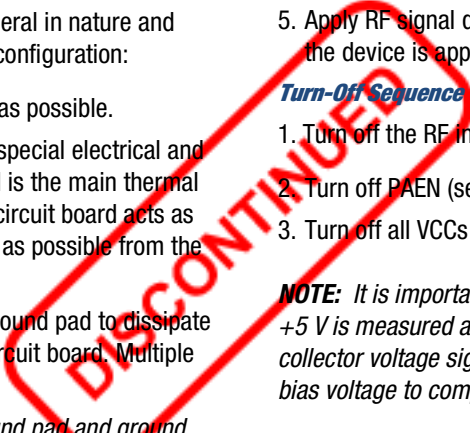 eral in nature and
configuration:
as possible.
special electrical and
is the main thermal
circuit board acts as
as possible from the
ound pad to dissipate
rcuit board. Multiple
und pad and ground
5. Apply RF signal
the device is app
Turn-Off Sequence
1. Turn off the RF in
2. Turn off PAEN (se
3. Turn off all VCCs
NOTE: It is importa
+5 V is measured a
collector voltage sig
bias voltage to com
DISCONTINUED